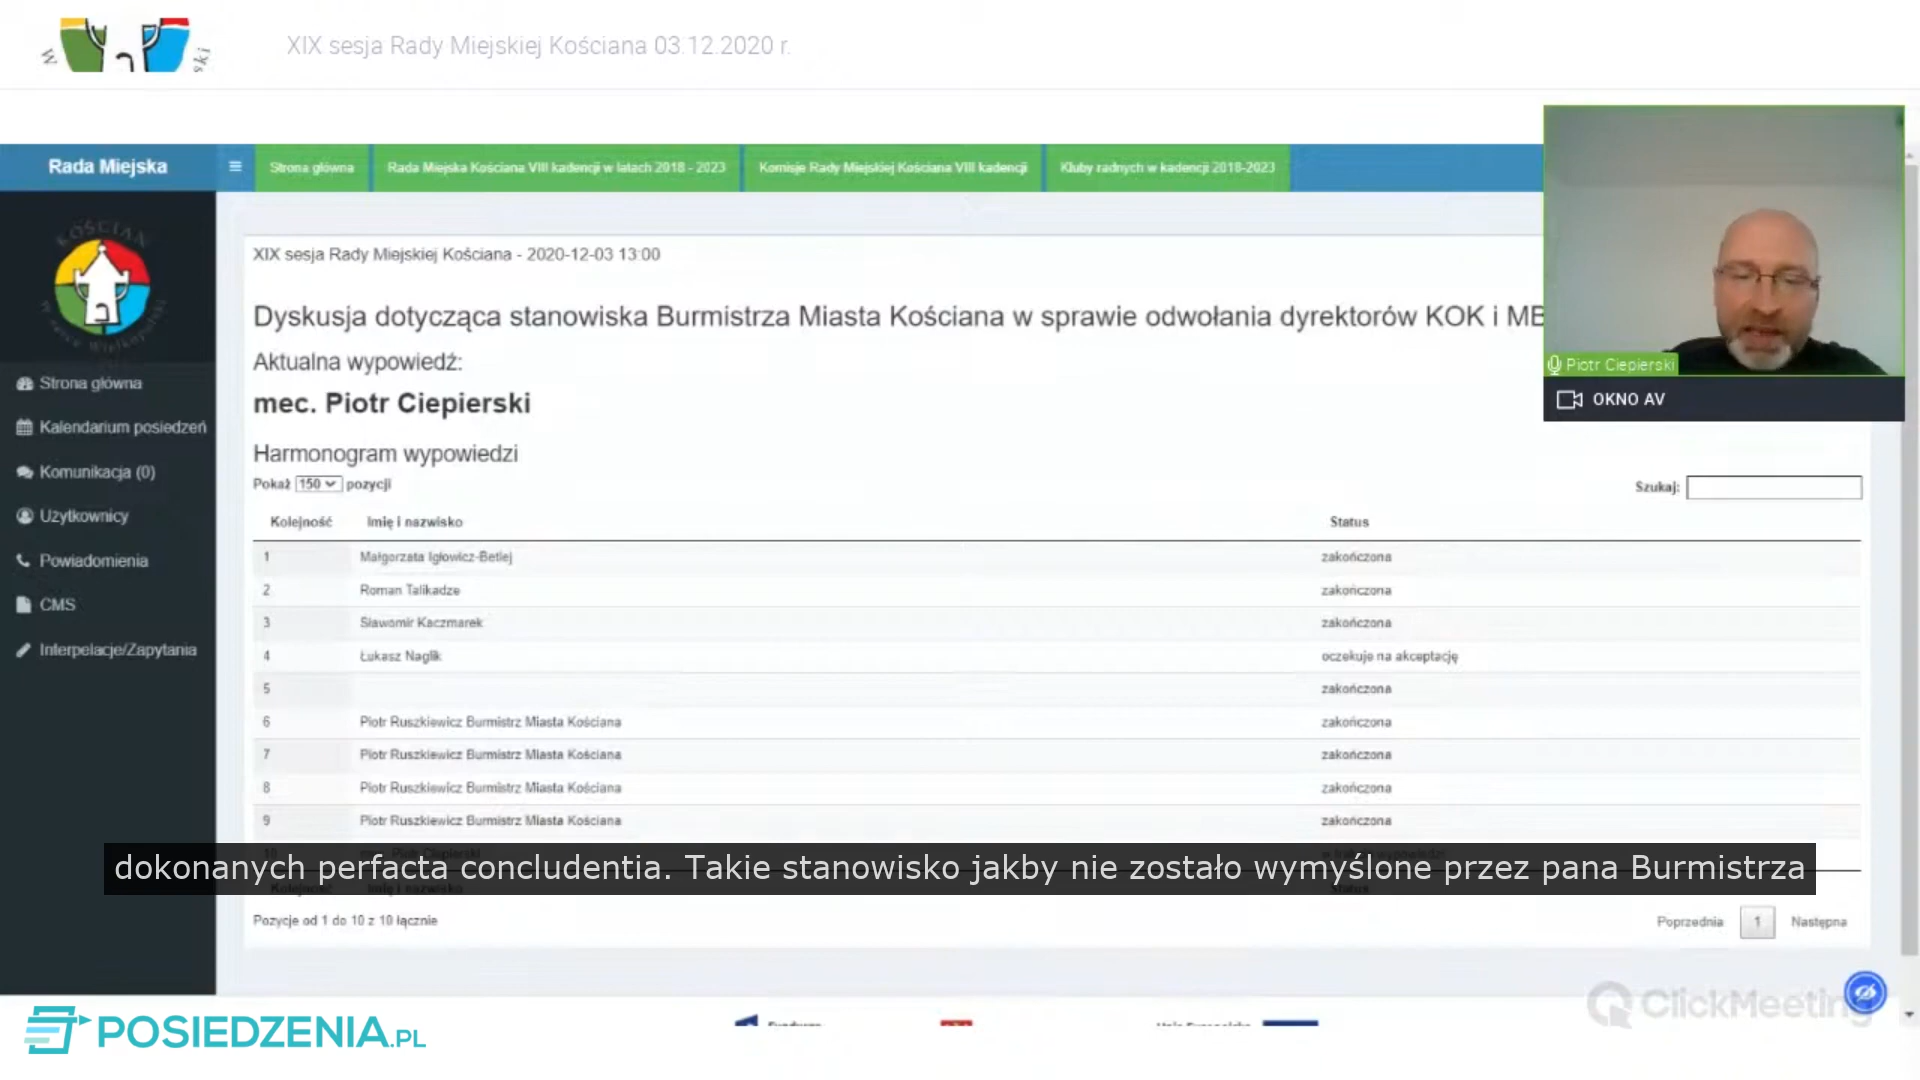 XIX sesja Rady Miejskiej Kościana 03.12.2020 r.
Rada Miejska
Strona główna
Rada Miejska Kościana VIII kadencji w latach 2018 - 2023
Komisje Rady Miejskiej Kościana VIII kadencji
Kluby radnych w kadencji 2018-2023
KOŚCIAN
Strona główna
Kalendarium posiedzeń
Komunikacja (0)
Użytkownicy
Powiadomienia
CMS
Interpelacje/Zapytania
XIX sesja Rady Miejskiej Kościana - 2020-12-03 13:00
Dyskusja dotycząca stanowiska Burmistrza Miasta Kościana w sprawie odwołania dyrektorów KOK i MB
Aktualna wypowiedź:
mec. Piotr Ciepierski
Harmonogram wypowiedzi
Pokaż 150 pozycji
Szukaj:
Kolejność Imię i nazwisko Status
1 Małgorzata Igłowicz-Betlej zakończona
2 Roman Talikadze zakończona
3 Sławomir Kaczmarek zakończona
4 Łukasz Naglik oczekuje na akceptację
5 zakończona
6 Piotr Ruszkiewicz Burmistrz Miasta Kościana zakończona
7 Piotr Ruszkiewicz Burmistrz Miasta Kościana zakończona
8 Piotr Ruszkiewicz Burmistrz Miasta Kościana zakończona
9 Piotr Ruszkiewicz Burmistrz Miasta Kościana zakończona
dokonanych perfacta concludentia. Takie stanowisko jakby nie zostało wymyślone przez pana Burmistrza
Kolejność Imię i nazwisko Status
Pozycje od 1 do 10 z 10 łącznie
Poprzednia 1 Następna
Piotr Ciepierski
OKNO AV
ClickMeeting
POSIEDZENIA.PL